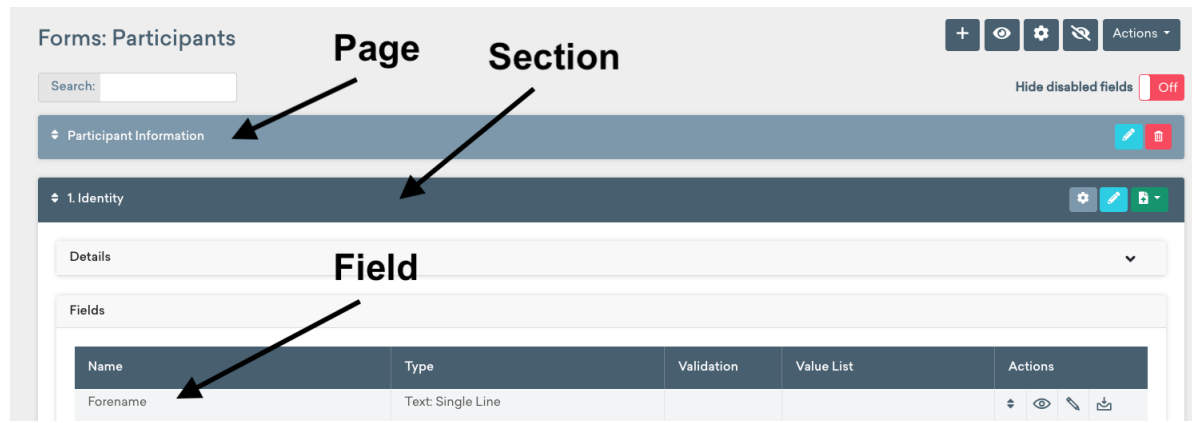 Forms: Participants
Page
Section
Actions
Search:
Hide disabled fields Off
Participant Information
1. Identity
Details
Field
Fields
Name Type Validation Value List Actions
Forename Text: Single Line